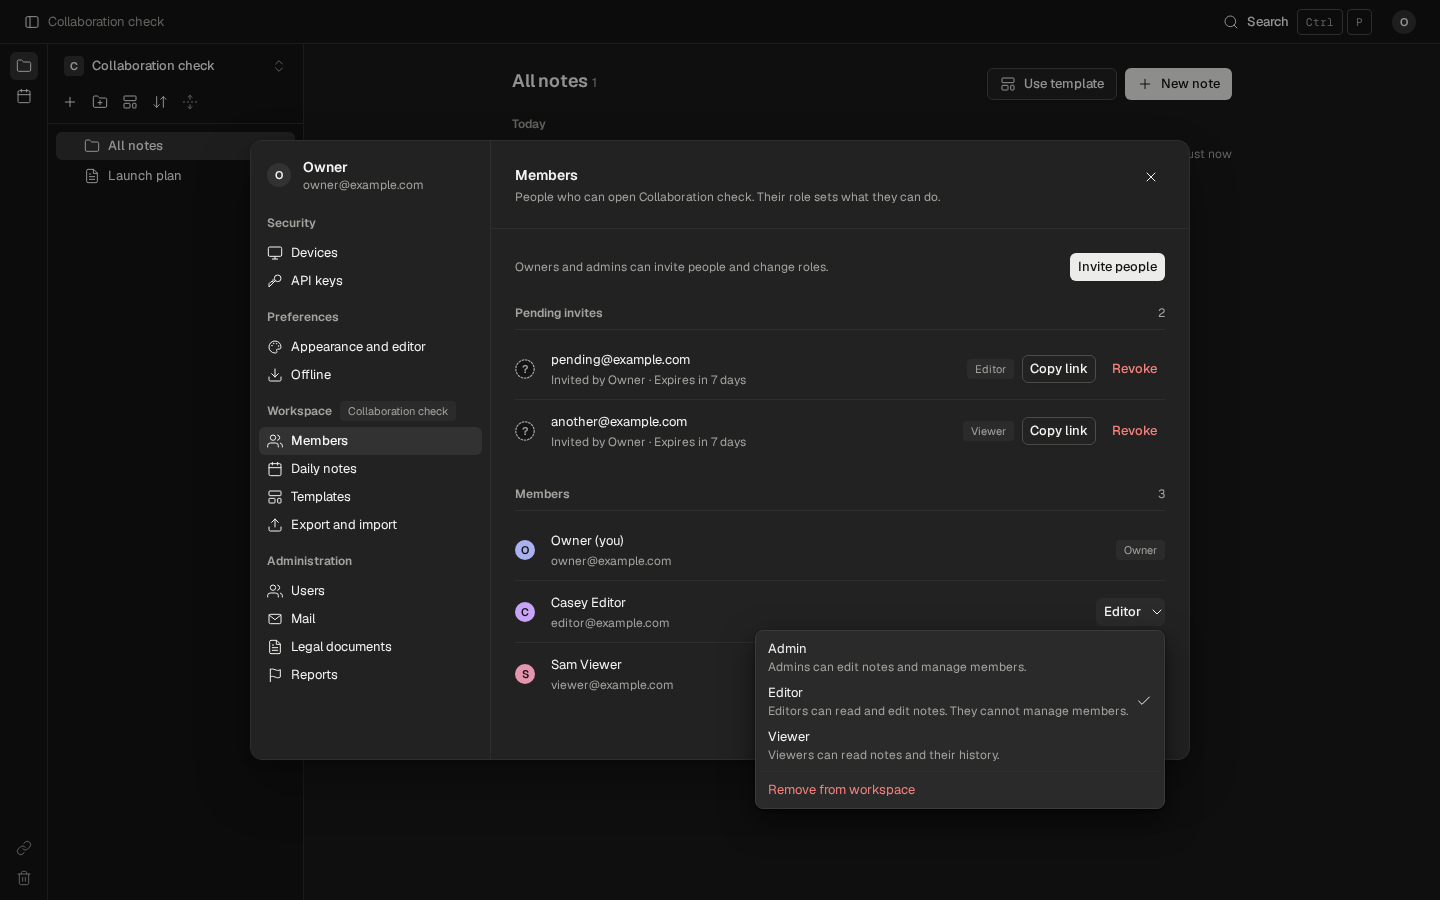 Collaboration check
Search Ctrl P O
C Collaboration check
All notes 1
Use template
New note
Today
All notes
Launch plan
ust now
O Owner
owner@example.com
Security
Devices
API keys
Preferences
Appearance and editor
Offline
Workspace Collaboration check
Members
Daily notes
Templates
Export and import
Administration
Users
Mail
Legal documents
Reports
Members
People who can open Collaboration check. Their role sets what they can do.
Owners and admins can invite people and change roles.
Invite people
Pending invites 2
? pending@example.com
Invited by Owner · Expires in 7 days
Editor Copy link Revoke
? another@example.com
Invited by Owner · Expires in 7 days
Viewer Copy link Revoke
Members 3
O Owner (you)
owner@example.com
Owner
C Casey Editor
editor@example.com
Editor
S Sam Viewer
viewer@example.com
Admin
Admins can edit notes and manage members.
Editor
Editors can read and edit notes. They cannot manage members.
Viewer
Viewers can read notes and their history.
Remove from workspace